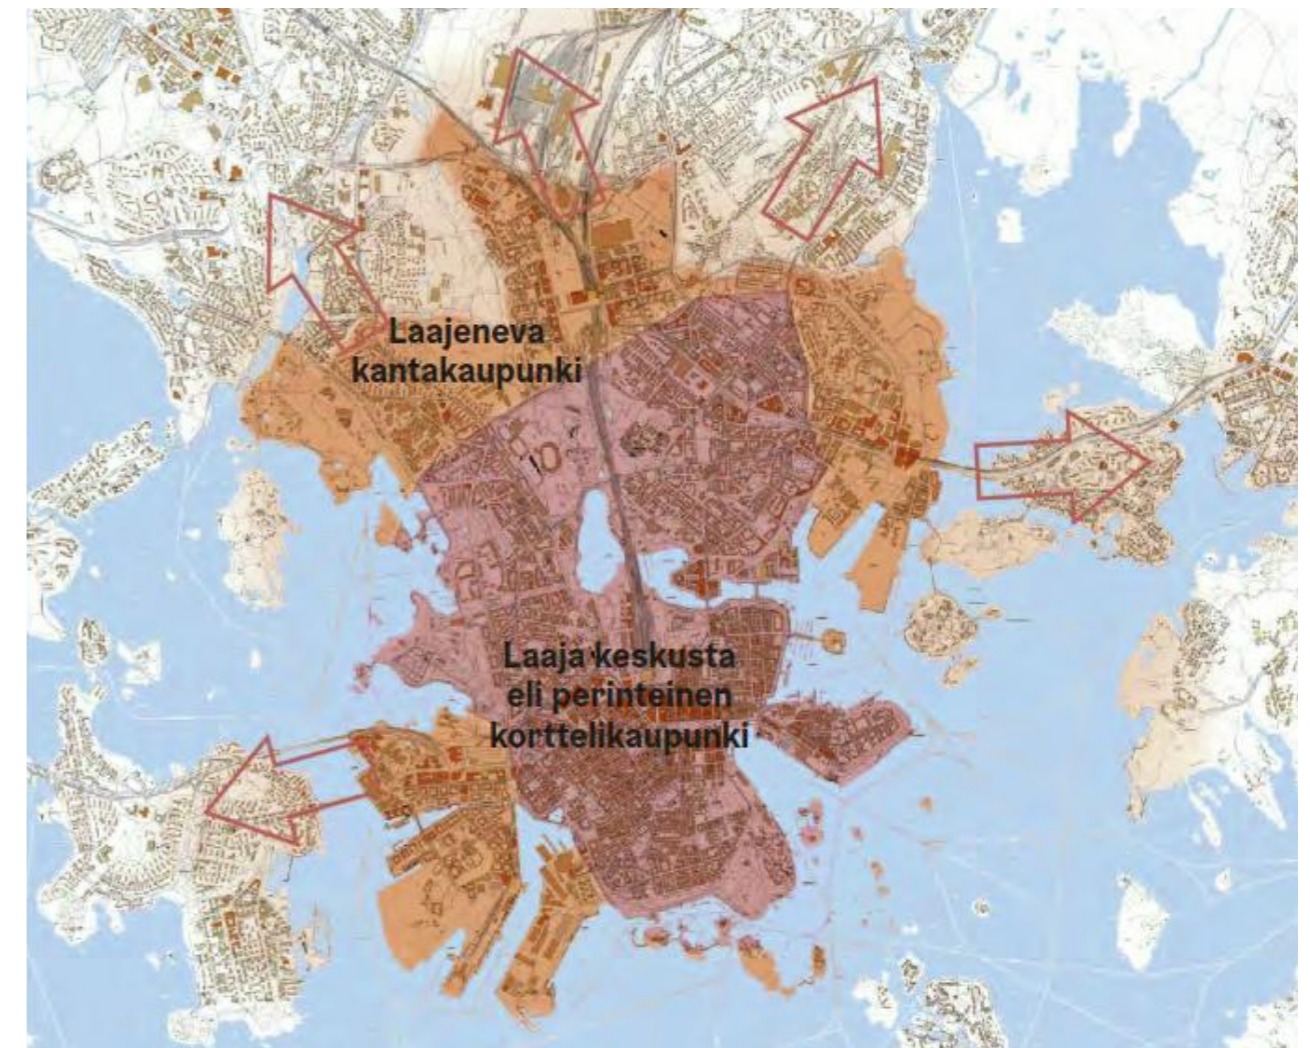 Laajeneva
kantakaupunki
Laaja keskusta
eli perinteinen
korttelikaupunki